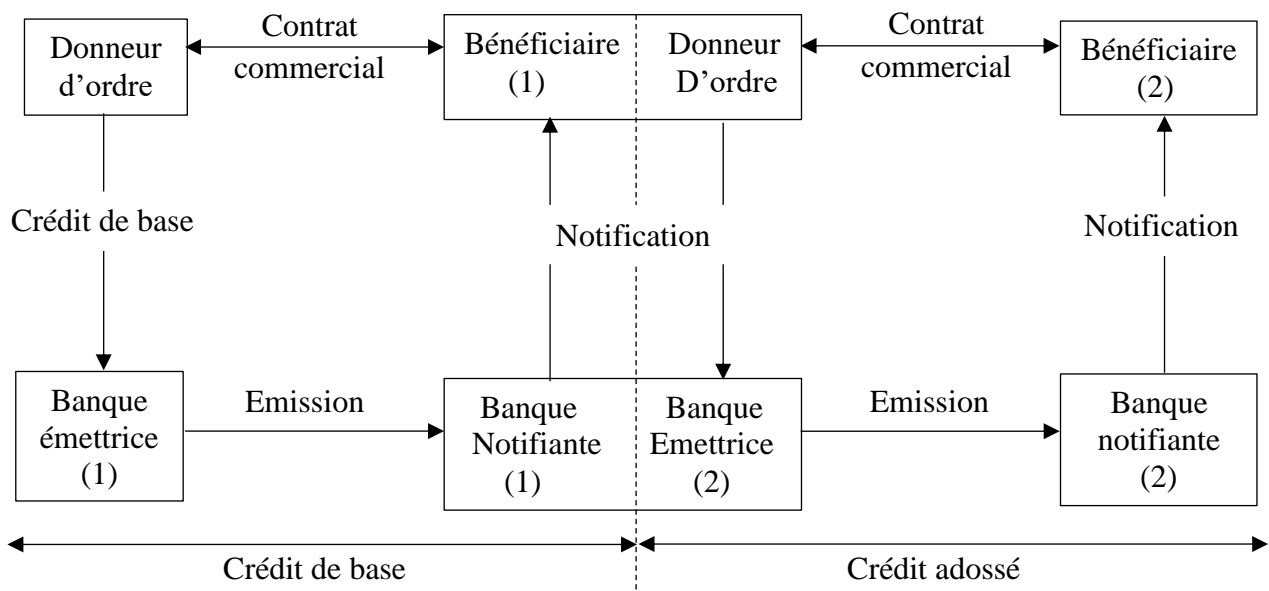 Donneur
d'ordre
Contrat
commercial
Bénéficiaire
(1)
Donneur
D'ordre
Contrat
commercial
Bénéficiaire
(2)
Crédit de base
Notification
Notification
Banque
émettrice
(1)
Emission
Banque
Notifiante
(1)
Banque
Emettrice
(2)
Emission
Banque
notifiante
(2)
Crédit de base
Crédit adossé